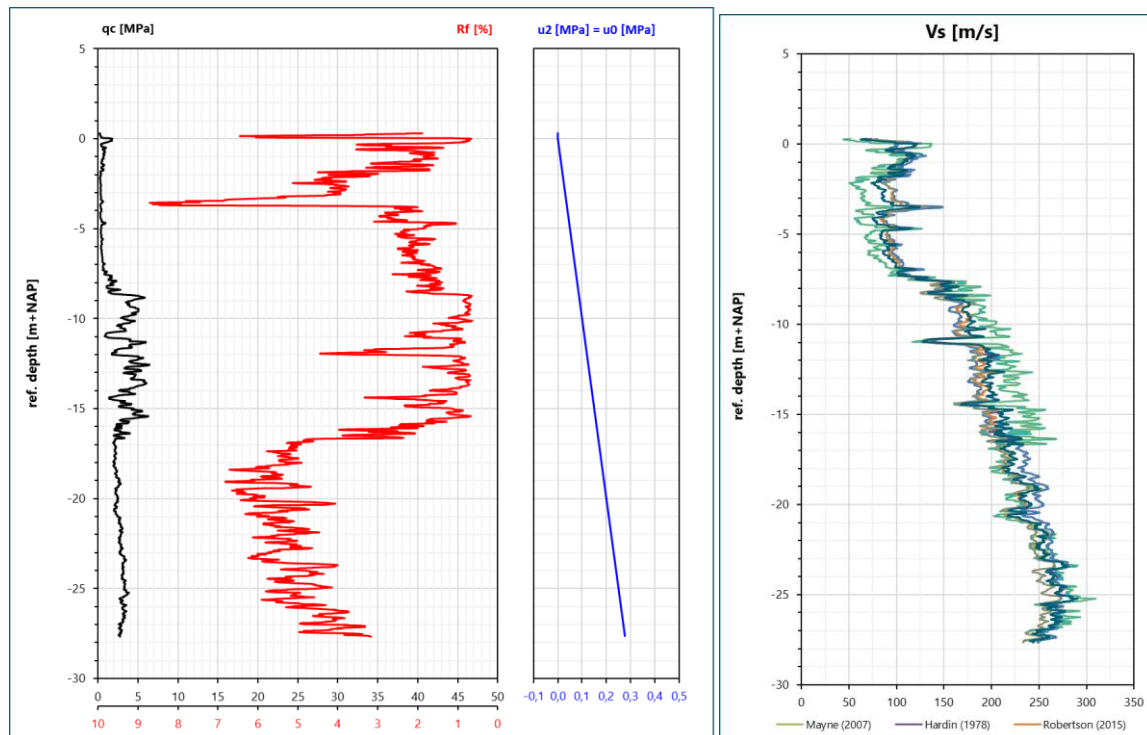 qc [MPa] Rf [%]
5
0
-5
-10
-15
-20
-25
-30
ref. depth [m+NAP]
0 5 10 15 20 25 30 35 40 45 50
10 9 8 7 6 5 4 3 2 1 0
u2 [MPa] = u0 [MPa]
-0,1 0,0 0,1 0,2 0,3 0,4 0,5
Vs [m/s]
5
0
-5
-10
-15
-20
-25
-30
ref. depth [m+NAP]
0 50 100 150 200 250 300 350
Mayne (2007) Hardin (1978) Robertson (2015)